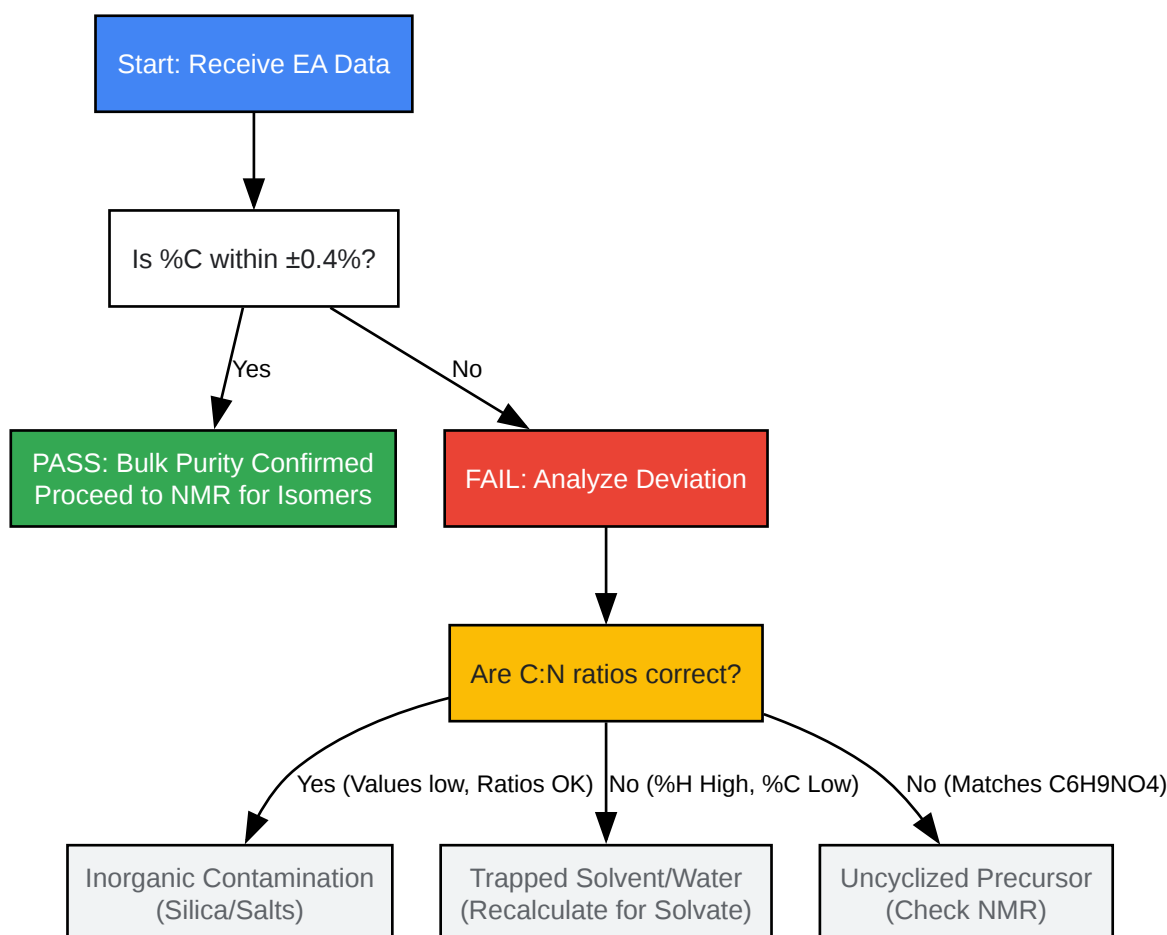 Start: Receive EA Data
Is %C within ±0.4%?
Yes
No
PASS: Bulk Purity Confirmed
Proceed to NMR for Isomers
FAIL: Analyze Deviation
Are C:N ratios correct?
Yes (Values low, Ratios OK)
No (%H High, %C Low)
No (Matches C6H9NO4)
Inorganic Contamination
(Silica/Salts)
Trapped Solvent/Water
(Recalculate for Solvate)
Uncyclized Precursor
(Check NMR)